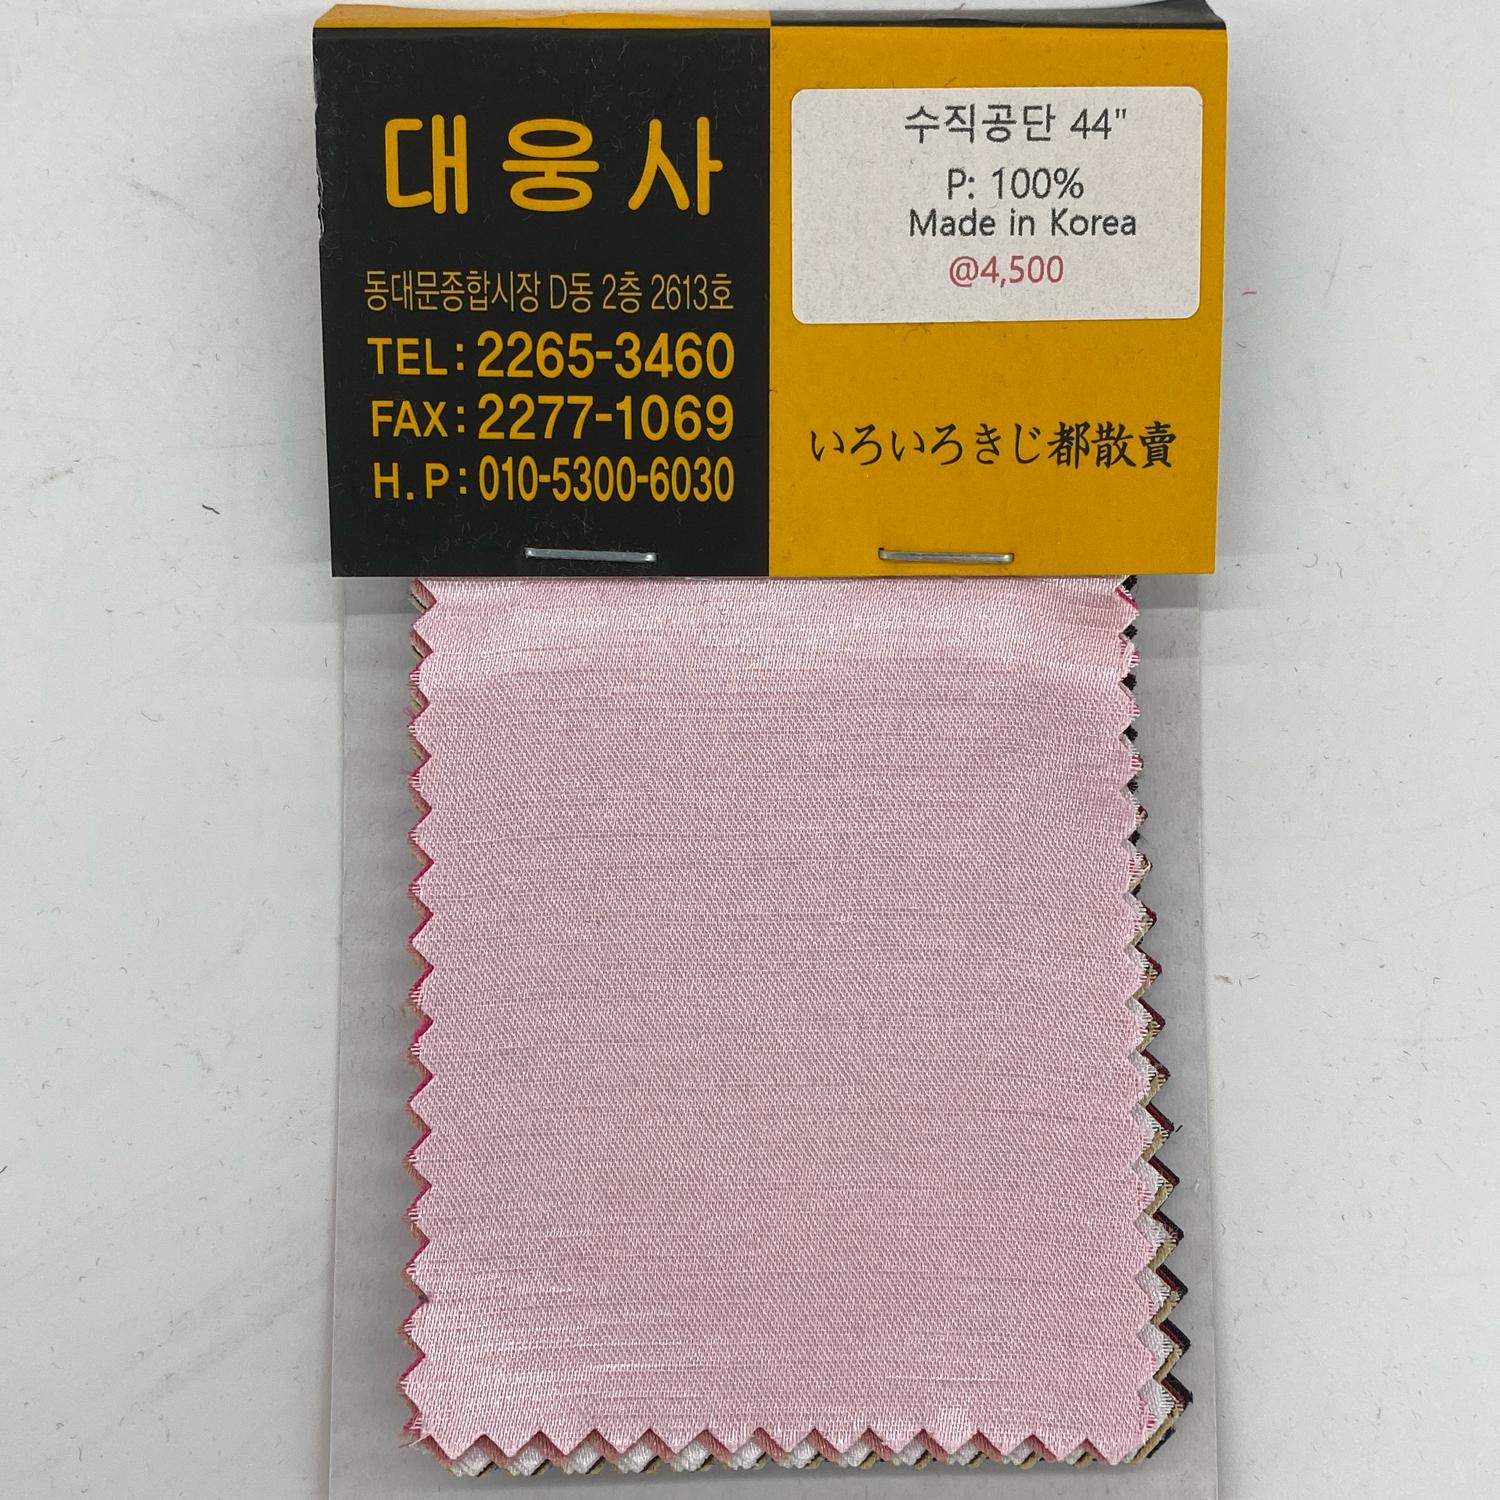 대웅사
동대문종합시장 D동 2층 2613호
TEL: 2265-3460
FAX: 2277-1069
H.P: 010-5300-6030
수직공단 44"
P: 100%
Made in Korea
@4,500
いろいろきじ都散賣